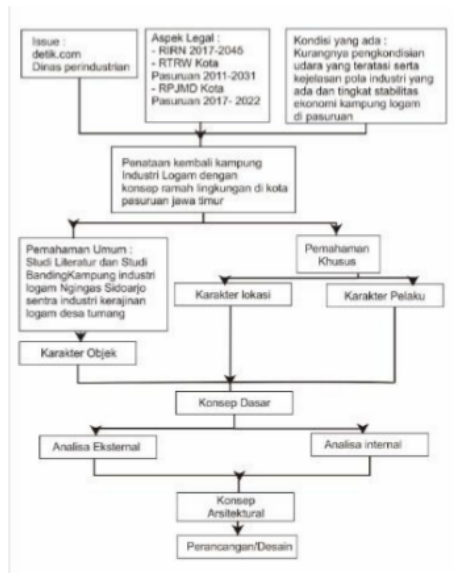 Issue :
detik.com
Dinas perindustrian
Aspek Legal :
- RIRN 2017-2045
- RTRW Kota
Pasuruan 2011-2031
- RPJMD Kota
Pasuruan 2017- 2022
Kondisi yang ada :
Kurangnya pengkondisian
udara yang teratasi serta
kejelasan pola industri yang
ada dan tingkat stabilitas
ekonomi kampung logam
di pasuruan
Penataan kembali kampung
Industri Logam dengan
konsep ramah lingkungan di kota
pasuruan jawa timur
Pemahaman Umum :
Studi Literatur dan Studi
BandingKampung industri
logam Ngingas Sidoarjo
sentra industri kerajinan
logam desa tumang
Pemahaman
Khusus
Karakter lokasi
Karakter Pelaku
Karakter Objek
Konsep Dasar
Analisa Eksternal
Analisa internal
Konsep
Arsitektural
Perancangan/Desain